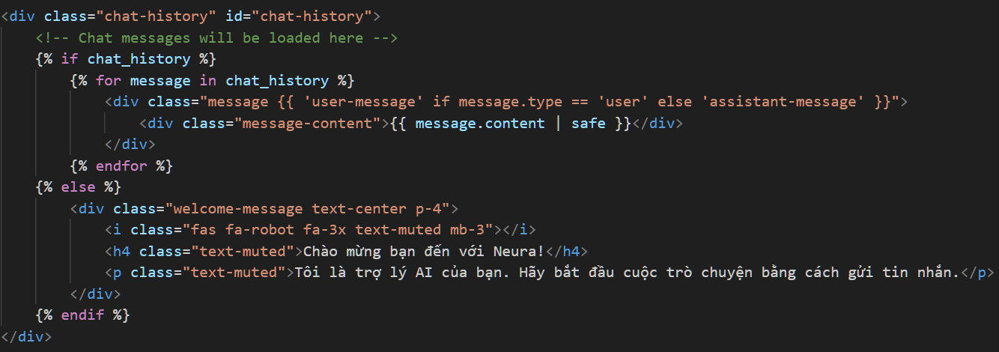 <div class="chat-history" id="chat-history">
    <!-- Chat messages will be loaded here -->
    {% if chat_history %}
        {% for message in chat_history %}
            <div class="message {{ 'user-message' if message.type == 'user' else 'assistant-message' }}">
                <div class="message-content">{{ message.content | safe }}</div>
            </div>
        {% endfor %}
    {% else %}
        <div class="welcome-message text-center p-4">
            <i class="fas fa-robot fa-3x text-muted mb-3"></i>
            <h4 class="text-muted">Chào mừng bạn đến với Neura!</h4>
            <p class="text-muted">Tôi là trợ lý AI của bạn. Hãy bắt đầu cuộc trò chuyện bằng cách gửi tin nhắn.</p>
        </div>
    {% endif %}
</div>